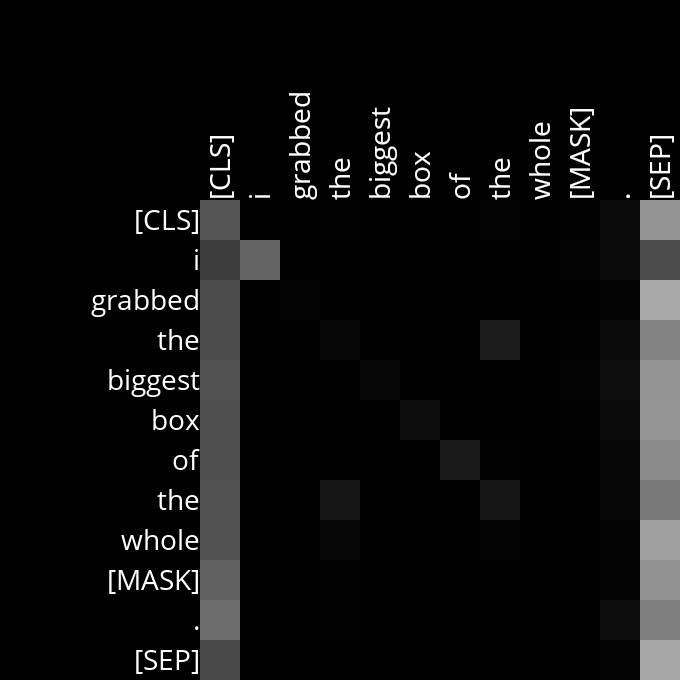 [CLS] i grabbed the biggest box of the whole [MASK] . [SEP]
[CLS]
i
grabbed
the
biggest
box
of
the
whole
[MASK]
.
[SEP]